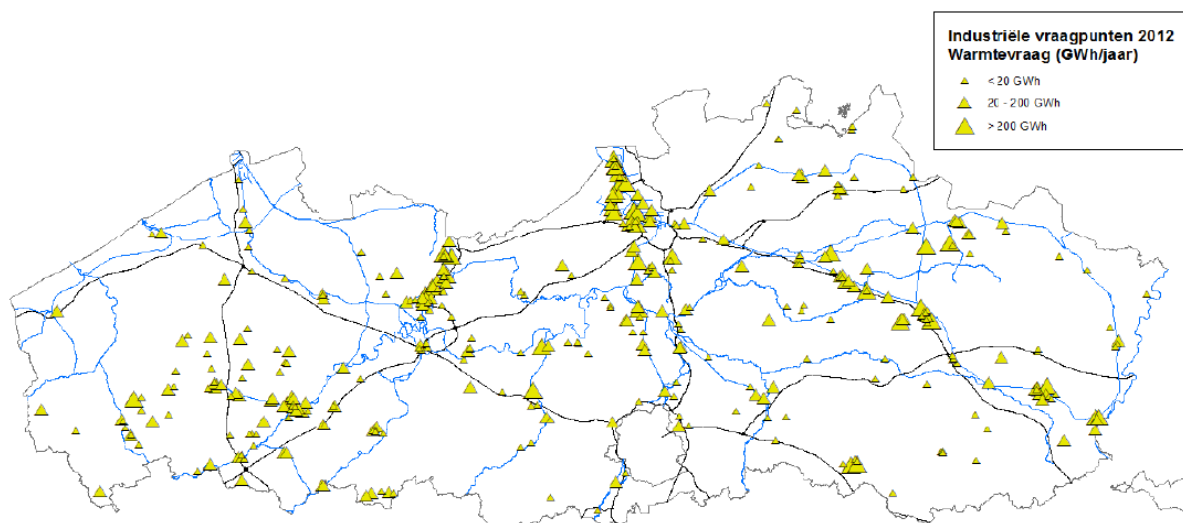 Industriële vraagpunten 2012
Warmtevraag (GWh/jaar)
< 20 GWh
20 - 200 GWh
> 200 GWh